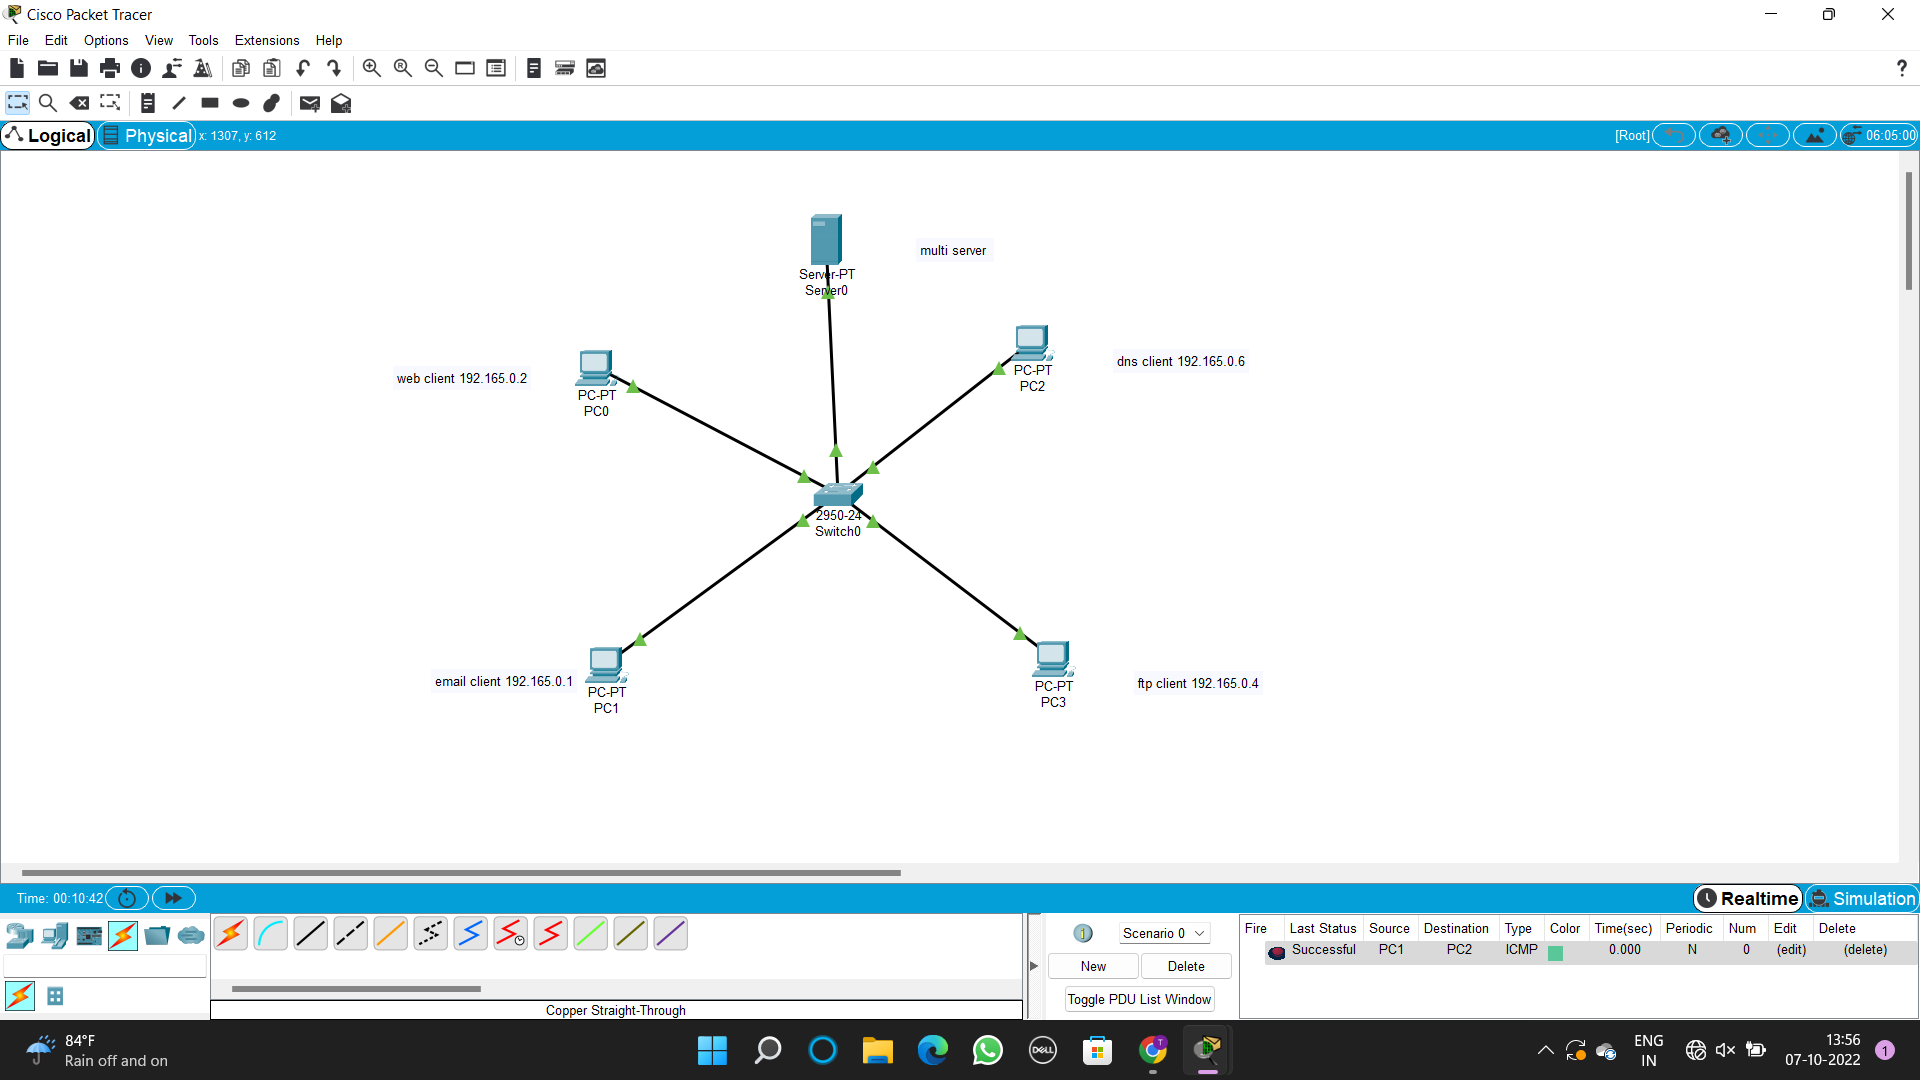 Cisco Packet Tracer
File Edit Options View Tools Extensions Help
Logical Physical x: 1307, y: 612 [Root] 06:05:00
multi server
Server-PT
Server0
dns client 192.165.0.6
PC-PT
PC2
web client 192.165.0.2
PC-PT
PC0
2950-24
Switch0
email client 192.165.0.1
PC-PT
PC1
PC-PT
PC3
ftp client 192.165.0.4
Time: 00:10:42 Realtime Simulation
Scenario 0
New Delete
Toggle PDU List Window
Fire Last Status Source Destination Type Color Time(sec) Periodic Num Edit Delete
Successful PC1 PC2 ICMP 0.000 N 0 (edit) (delete)
Copper Straight-Through
84°F
Rain off and on
DELL
T
ENG
IN
13:56
07-10-2022
1